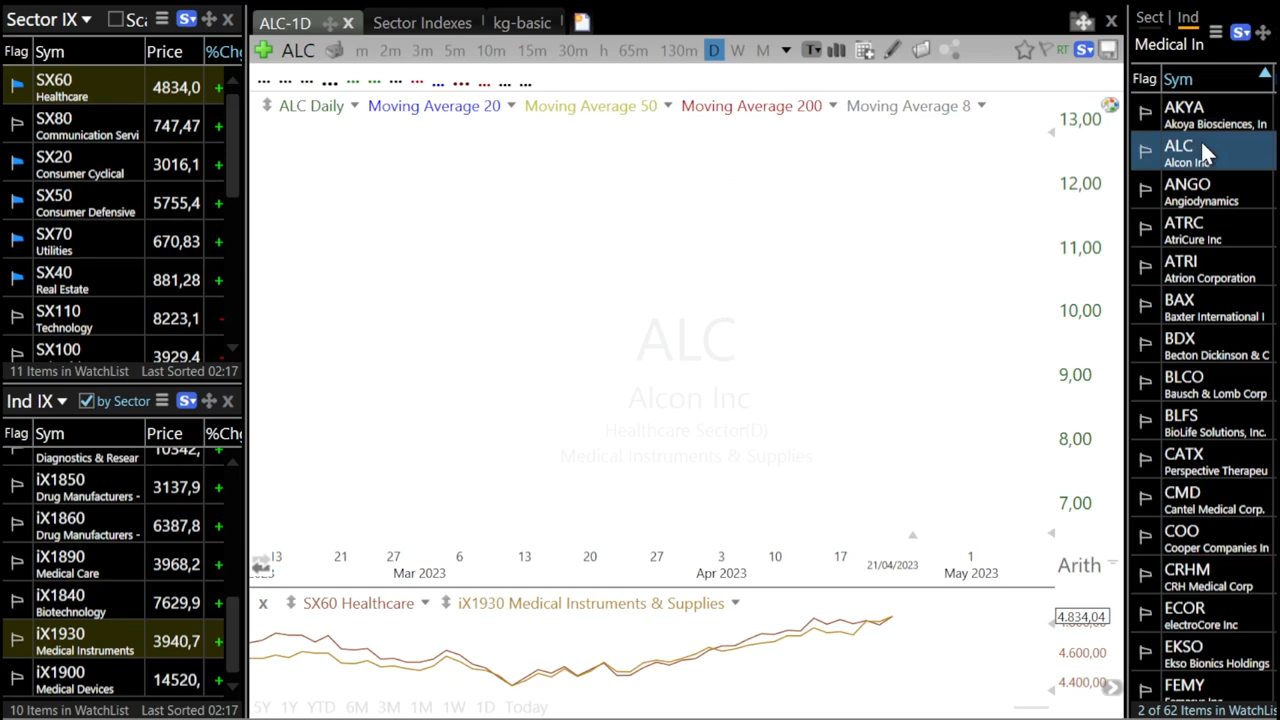 Sector IX
Sca
Flag Sym Price %Chg
SX60 4834,0 +
Healthcare
SX80 747,47 +
Communication Servi
SX20 3016,1 +
Consumer Cyclical
SX50 5755,4 +
Consumer Defensive
SX70 670,83 +
Utilities
SX40 881,28 +
Real Estate
SX110 8223,1 -
Technology
SX100 3929,4 -
11 Items in WatchList Last Sorted 02:17
Ind IX by Sector
Flag Sym Price %Chg
Diagnostics & Resear 10342, +
iX1850 3137,9 +
Drug Manufacturers -
iX1860 6387,8 +
Drug Manufacturers -
iX1890 3968,2 +
Medical Care
iX1840 7629,9 +
Biotechnology
iX1930 3940,7 +
Medical Instruments
iX1900 14520, +
Medical Devices
10 Items in WatchList Last Sorted 02:17
ALC-1D Sector Indexes kg-basic
ALC m 2m 3m 5m 10m 15m 30m h 65m 130m D W M T RT S
ALC Daily Moving Average 20 Moving Average 50 Moving Average 200 Moving Average 8
13,00
12,00
11,00
10,00
9,00
8,00
7,00
ALC
Alcon Inc
Healthcare Sector(D)
Medical Instruments & Supplies
13 21 27 6 13 20 27 3 10 17 21/04/2023 1
Mar 2023 Apr 2023 May 2023
Arith
x SX60 Healthcare iX1930 Medical Instruments & Supplies
4.834,04
4.600,00
4.400,00
5Y 1Y YTD 6M 3M 1M 1W 1D Today
Sect Ind
Medical In
Flag Sym
AKYA
Akoya Biosciences, In
ALC
Alcon Inc
ANGO
Angiodynamics
ATRC
AtriCure Inc
ATRI
Atrion Corporation
BAX
Baxter International I
BDX
Becton Dickinson & C
BLCO
Bausch & Lomb Corp
BLFS
BioLife Solutions, Inc.
CATX
Perspective Therapeu
CMD
Cantel Medical Corp.
COO
Cooper Companies In
CRHM
CRH Medical Corp
ECOR
electroCore Inc
EKSO
Ekso Bionics Holdings
FEMY
2 of 62 Items in WatchLis